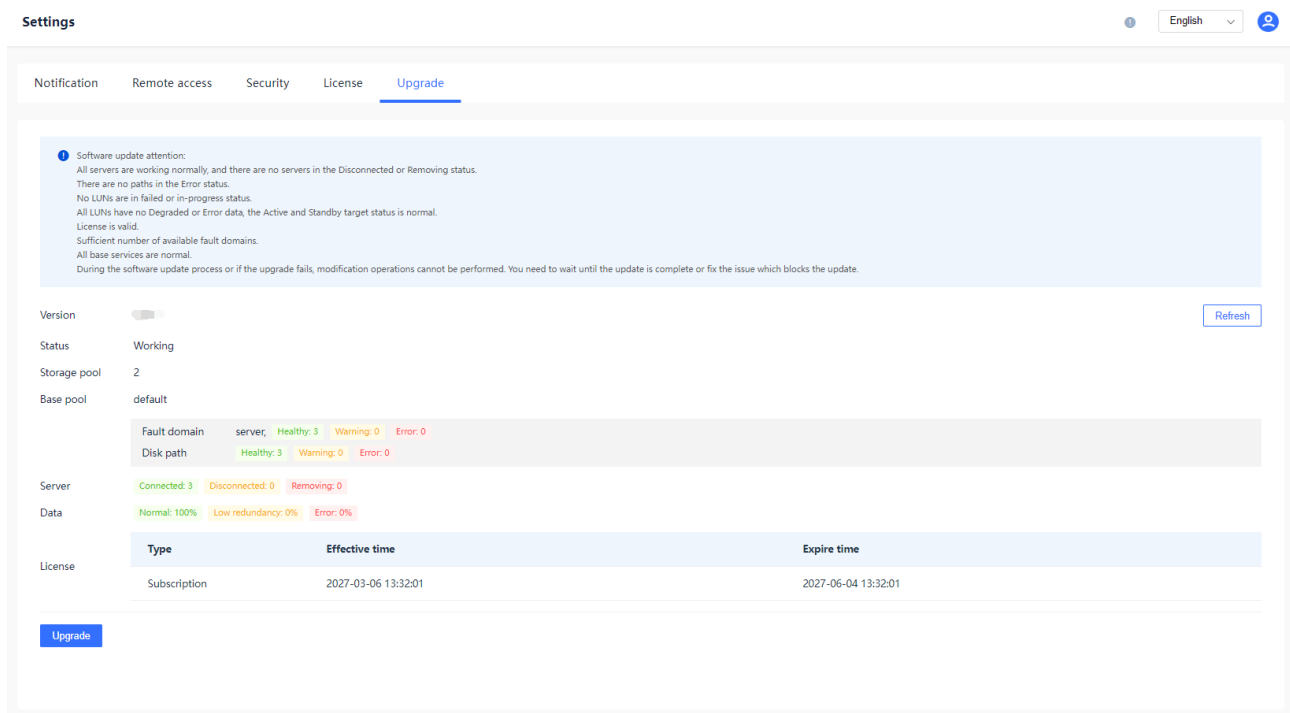 Settings
English
Notification Remote access Security License Upgrade
Software update attention:
All servers are working normally, and there are no servers in the Disconnected or Removing status.
There are no paths in the Error status.
No LUNs are in failed or in-progress status.
All LUNs have no Degraded or Error data, the Active and Standby target status is normal.
License is valid.
Sufficient number of available fault domains.
All base services are normal.
During the software update process or if the upgrade fails, modification operations cannot be performed. You need to wait until the update is complete or fix the issue which blocks the update.
Version
Refresh
Status Working
Storage pool 2
Base pool default
Fault domain server, Healthy: 3 Warning: 0 Error: 0
Disk path Healthy: 3 Warning: 0 Error: 0
Server Connected: 3 Disconnected: 0 Removing: 0
Data Normal: 100% Low redundancy: 0% Error: 0%
License
Type Effective time Expire time
Subscription 2027-03-06 13:32:01 2027-06-04 13:32:01
Upgrade